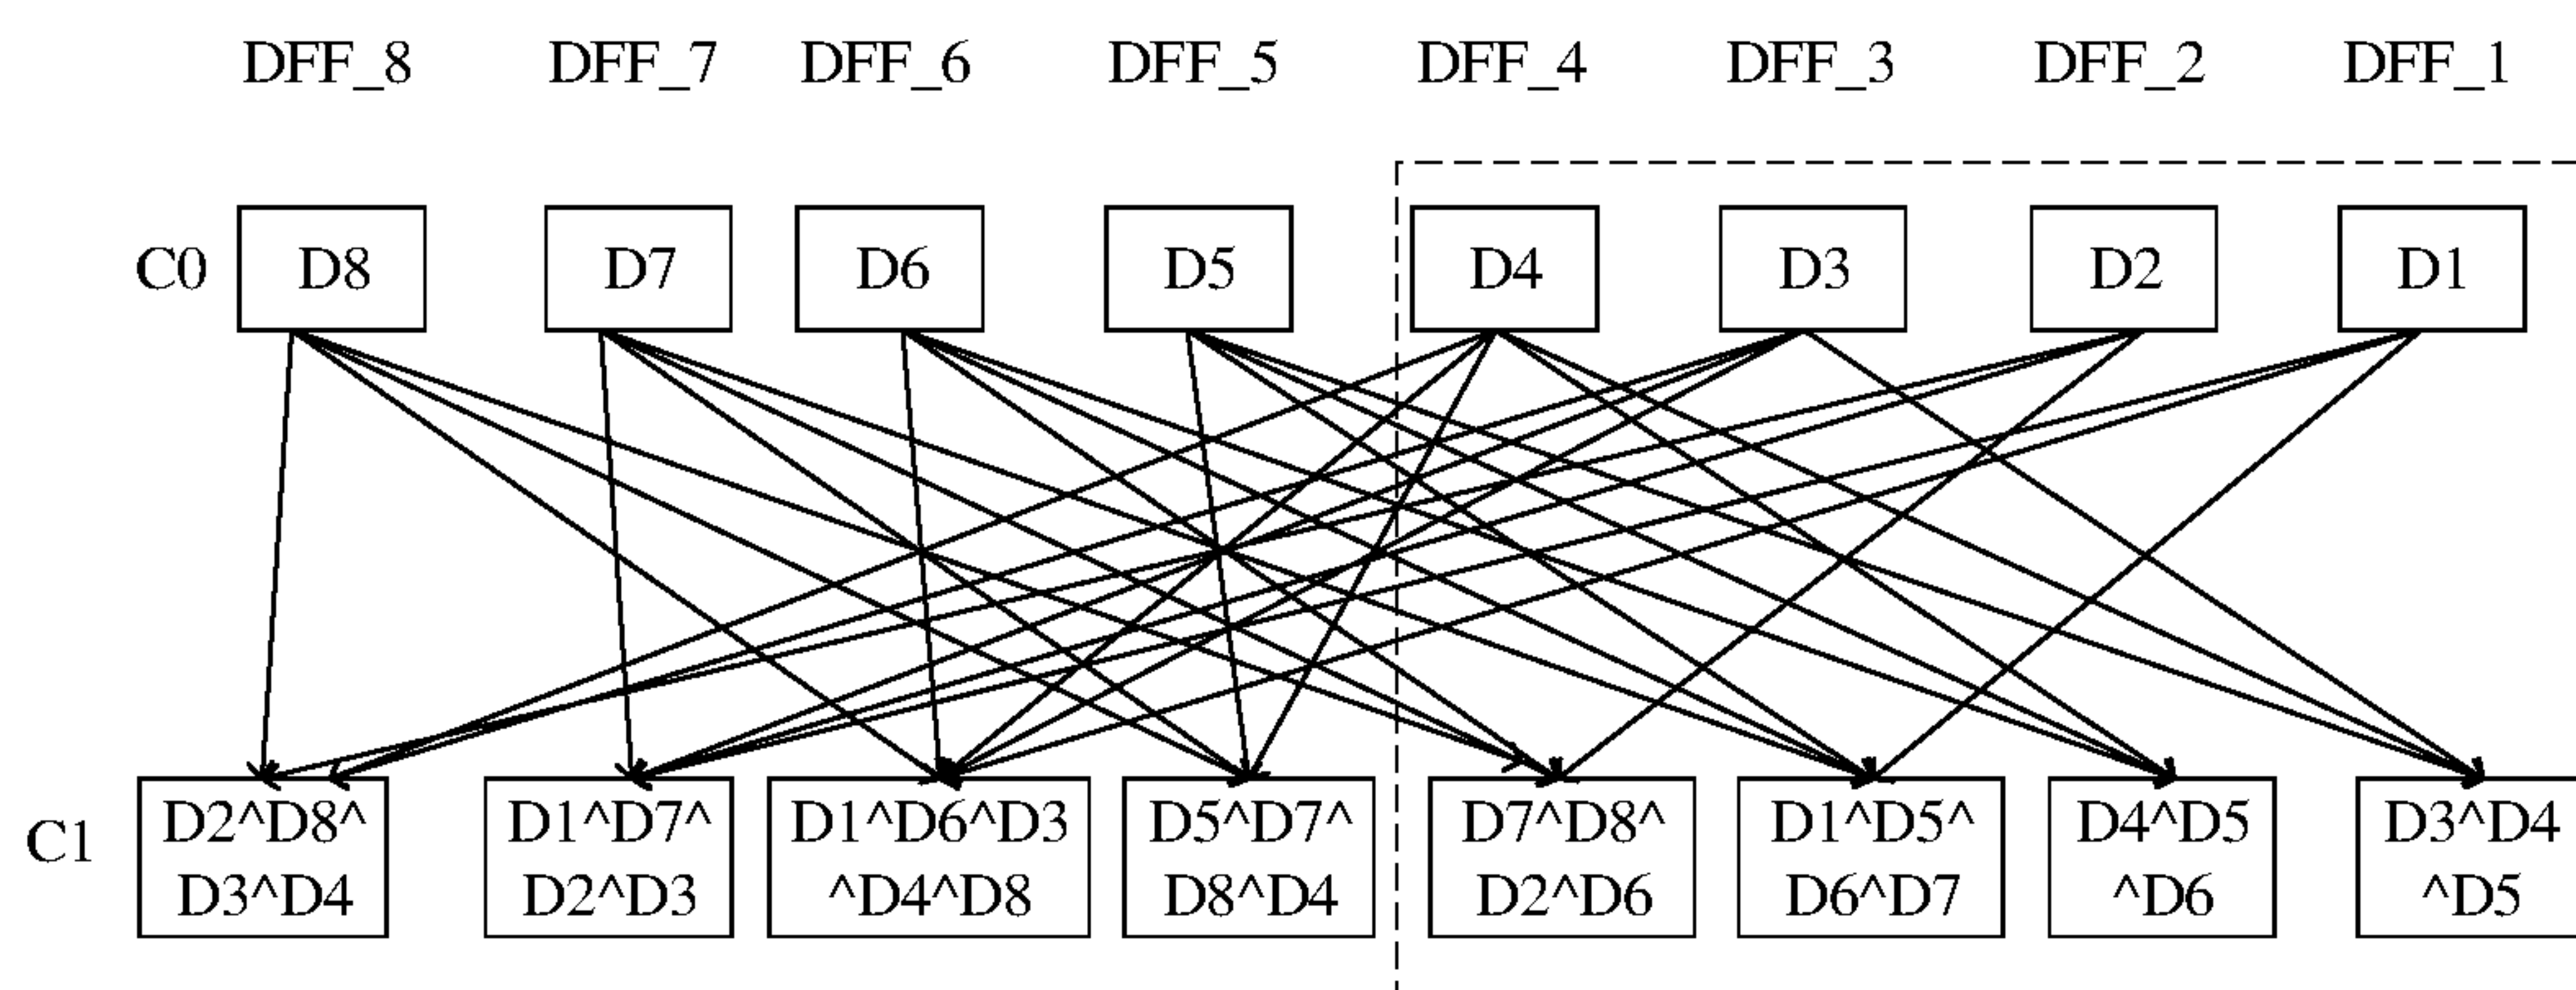 DFF_8 DFF_7 DFF_6 DFF_5 DFF_4 DFF_3 DFF_2 DFF_1
C0 D8 D7 D6 D5 D4 D3 D2 D1
C1
D2^D8^
D3^D4
D1^D7^
D2^D3
D1^D6^D3
^D4^D8
D5^D7^
D8^D4
D7^D8^
D2^D6
D1^D5^
D6^D7
D4^D5
^D6
D3^D4
^D5